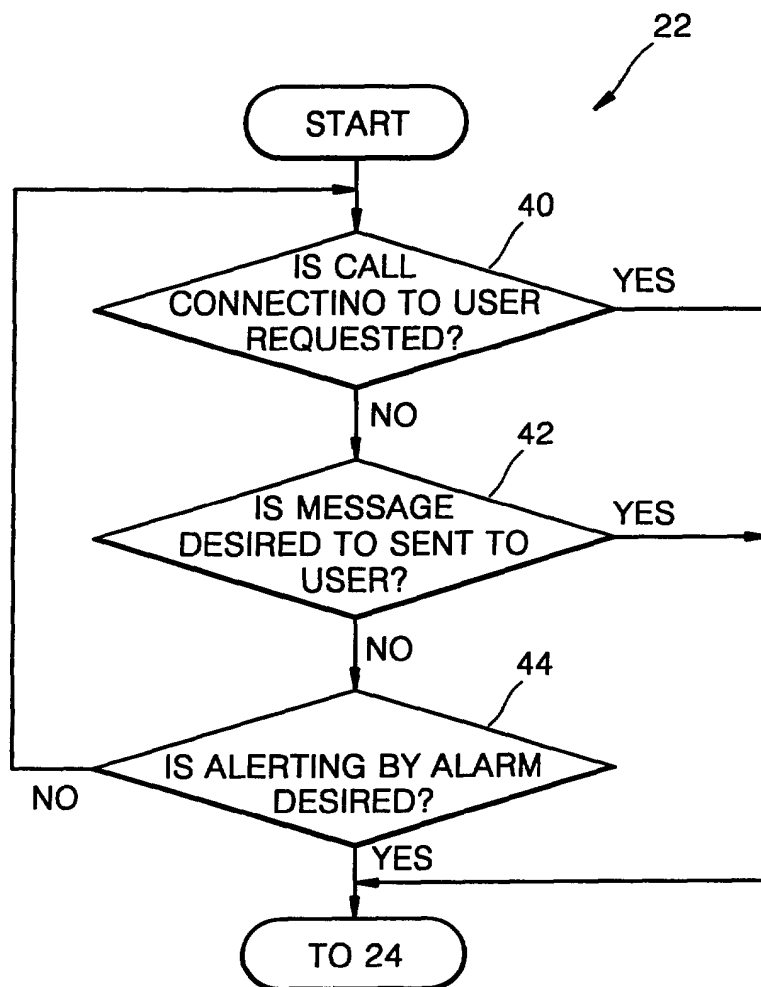 22
START
40
IS CALL
CONNECTINO TO USER
REQUESTED?
YES
NO
42
IS MESSAGE
DESIRED TO SENT TO
USER?
YES
NO
44
IS ALERTING BY ALARM
DESIRED?
NO
YES
TO 24